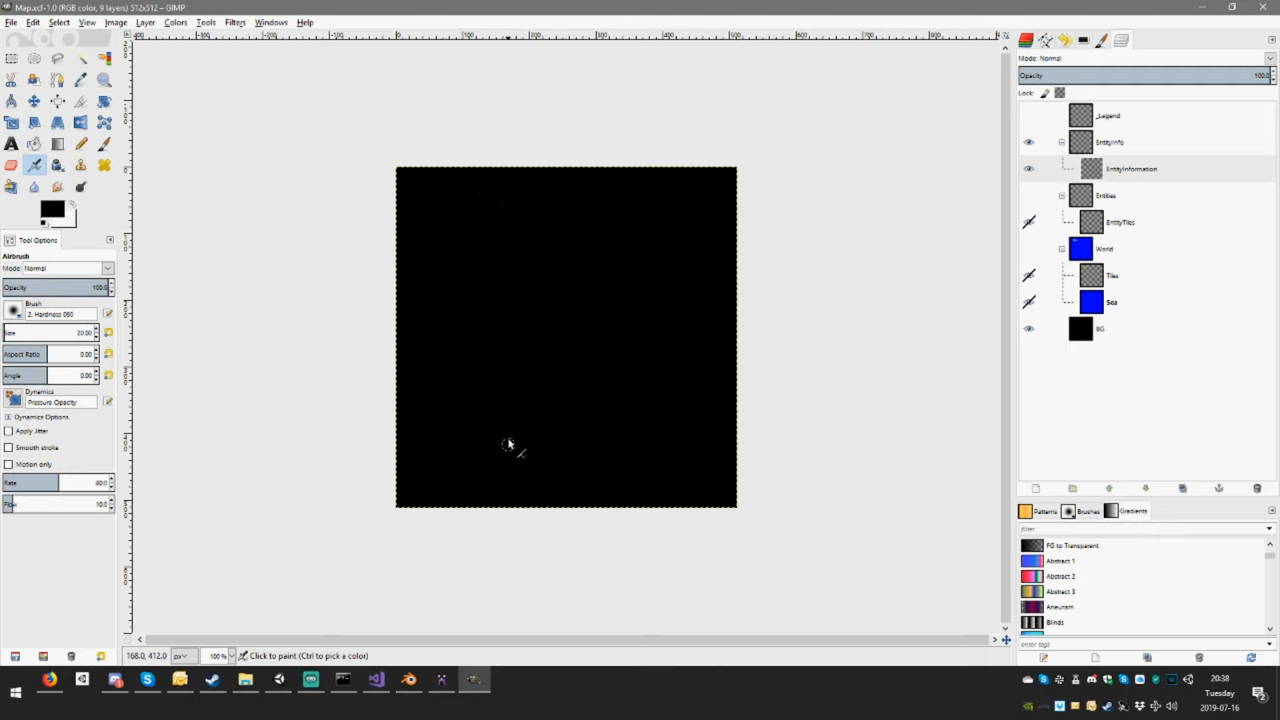 Map.xcf-1.0 (RGB color, 9 layers) 512x512 – GIMP
File Edit Select View Image Layer Colors Tools Filters Windows Help
Mode: Normal
Opacity 100.0
Lock:
_Legend
EntityInfo
EntityInformation
Entities
EntityTiles
World
Tiles
Sea
BG
Tool Options
Airbrush
Mode: Normal
Opacity 100.0
Brush
2. Hardness 050
Size 20.00
Aspect Ratio 0.00
Angle 0.00
Dynamics
Pressure Opacity
Dynamics Options
Apply Jitter
Smooth stroke
Motion only
Rate 80.0
Flow 10.0
Patterns Brushes Gradients
filter
FG to Transparent
Abstract 1
Abstract 2
Abstract 3
Aneurism
Blinds
enter tags
168.0, 412.0 px 100% Click to paint (Ctrl to pick a color)
20:38
Tuesday
2019-07-16
2